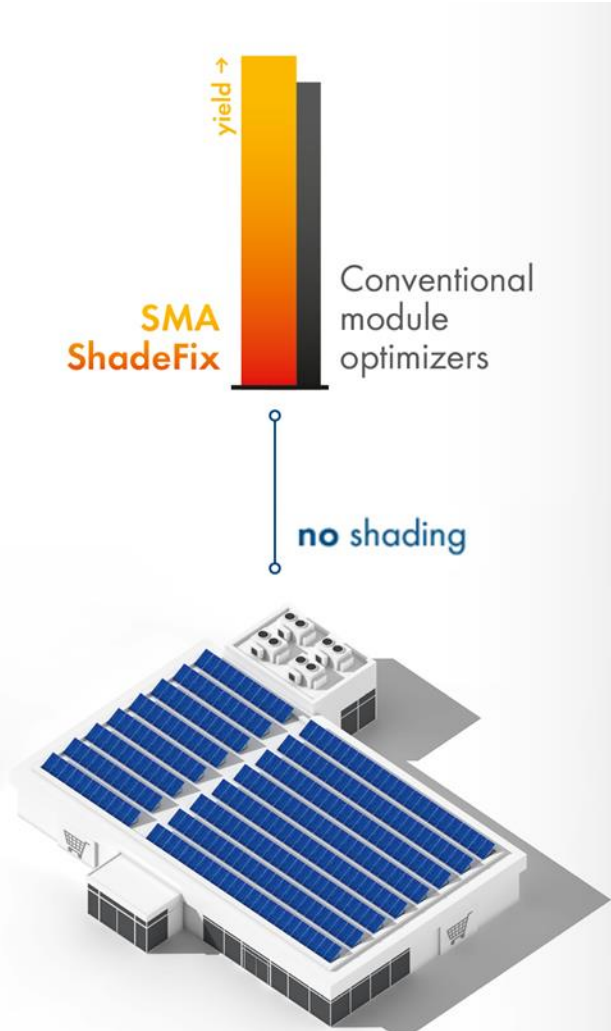 yield →
SMA
ShadeFix
Conventional
module
optimizers
no shading